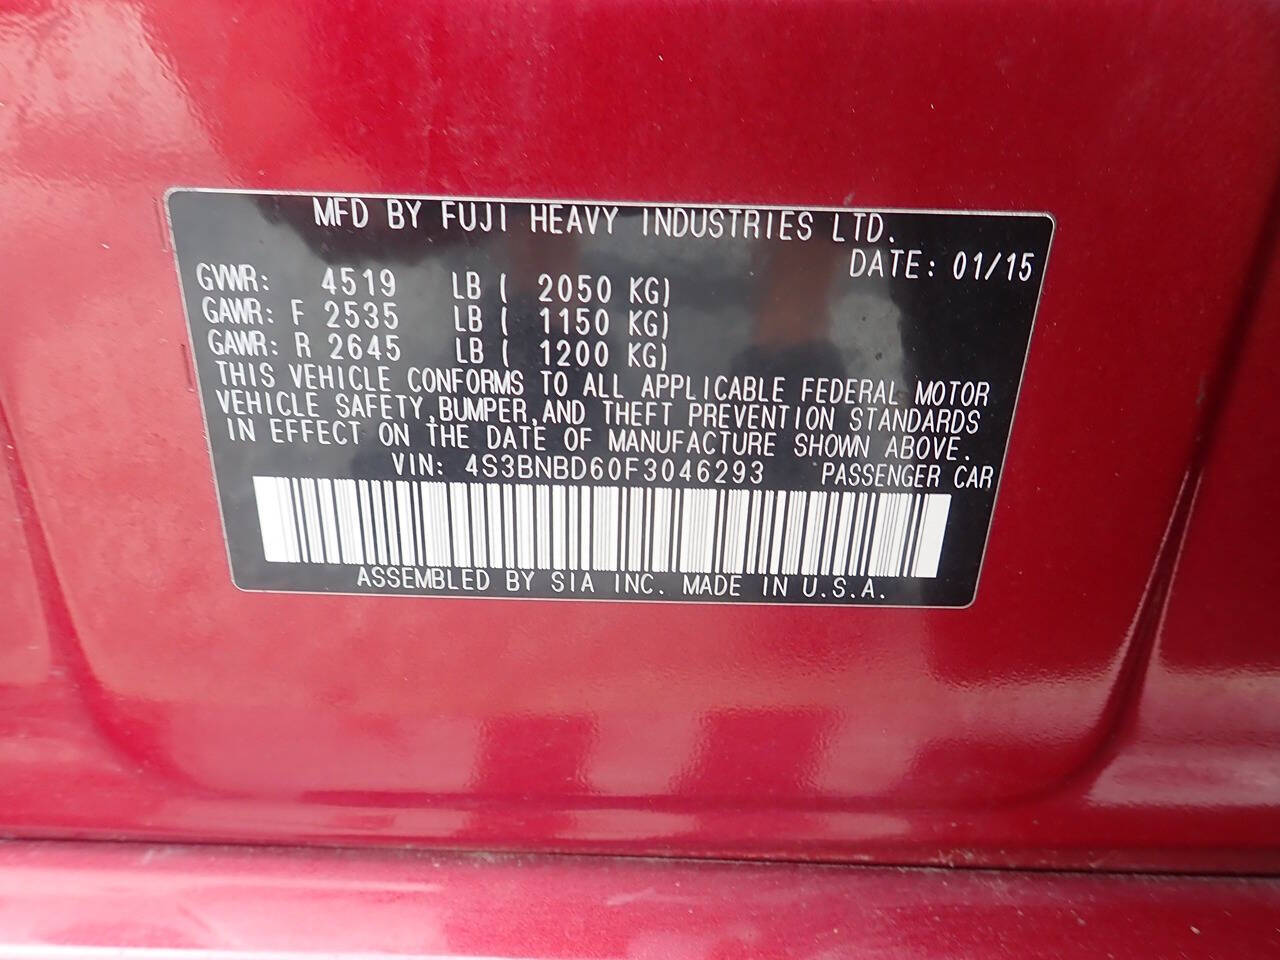 MFD BY FUJI HEAVY INDUSTRIES LTD.
DATE: 01/15
GVWR: 4519 LB ( 2050 KG)
GAWR: F 2535 LB ( 1150 KG)
GAWR: R 2645 LB ( 1200 KG)
THIS VEHICLE CONFORMS TO ALL APPLICABLE FEDERAL MOTOR
VEHICLE SAFETY,BUMPER,AND THEFT PREVENTION STANDARDS
IN EFFECT ON THE DATE OF MANUFACTURE SHOWN ABOVE.
VIN: 4S3BNBD60F3046293 PASSENGER CAR
ASSEMBLED BY SIA INC. MADE IN U.S.A.